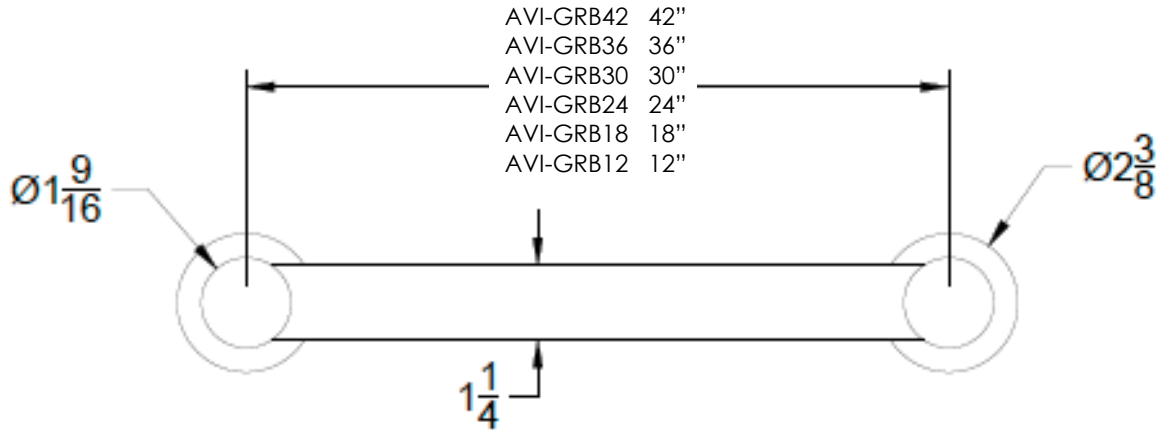 AVI-GRB42 42”
AVI-GRB36 36”
AVI-GRB30 30”
AVI-GRB24 24”
AVI-GRB18 18”
AVI-GRB12 12”
Ø1 9/16
Ø2 3/8
1 1/4